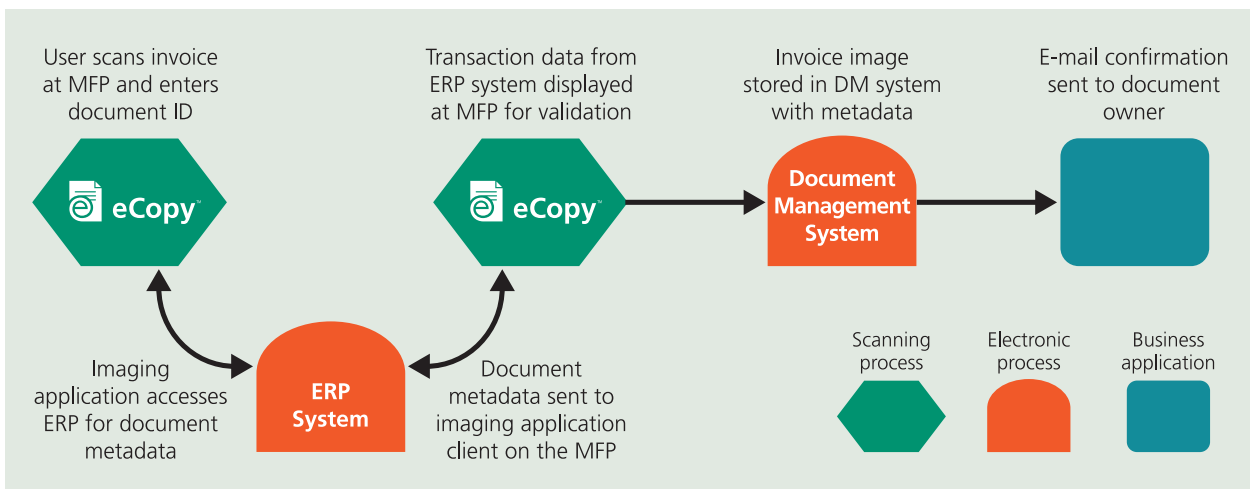 User scans invoice
at MFP and enters
document ID
Transaction data from
ERP system displayed
at MFP for validation
Invoice image
stored in DM system
with metadata
E-mail confirmation
sent to document
owner
eCopy™
eCopy™
Document
Management
System
Imaging
application accesses
ERP for document
metadata
ERP
System
Document
metadata sent to
imaging application
client on the MFP
Scanning
process
Electronic
process
Business
application